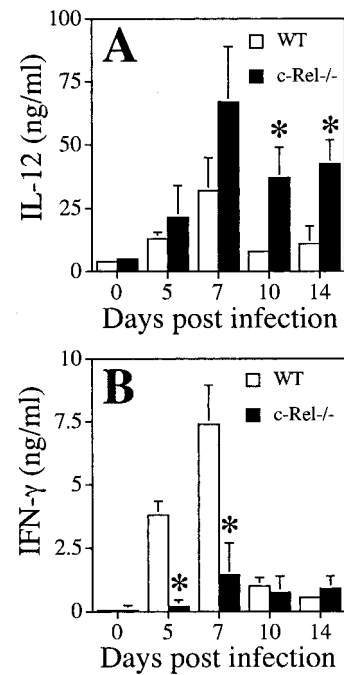 A
WT
c-Rel-/-
IL-12 (ng/ml)
100
75
50
25
0
* *
0 5 7 10 14
Days post infection
B
WT
c-Rel-/-
IFN-γ (ng/ml)
10
7.5
5
2.5
0
*
*
0 5 7 10 14
Days post infection